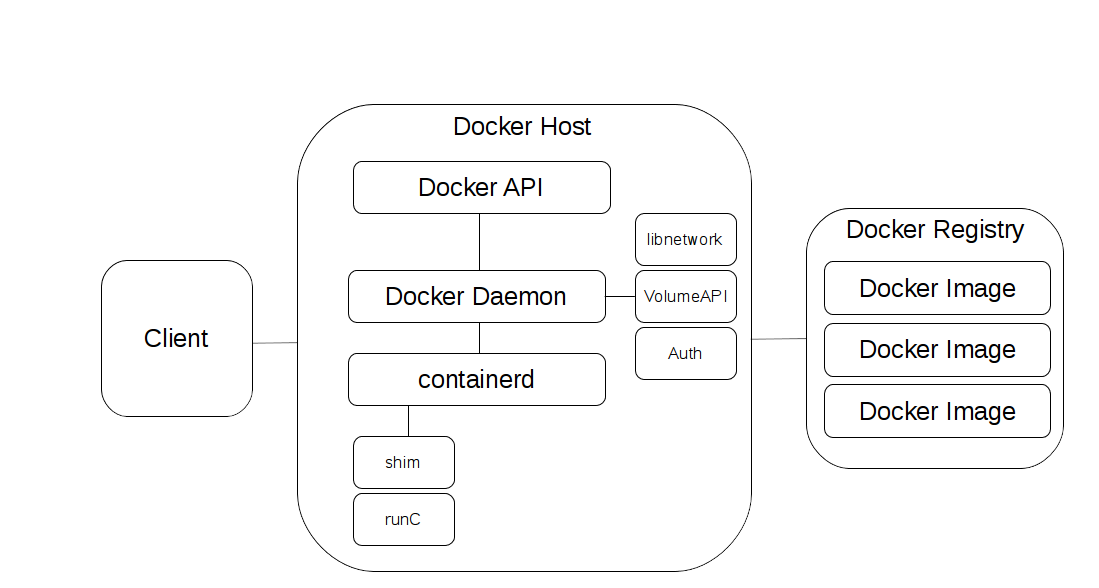 Docker Host
Docker API
libnetwork
Docker Daemon
VolumeAPI
Auth
containerd
shim
runC
Client
Docker Registry
Docker Image
Docker Image
Docker Image